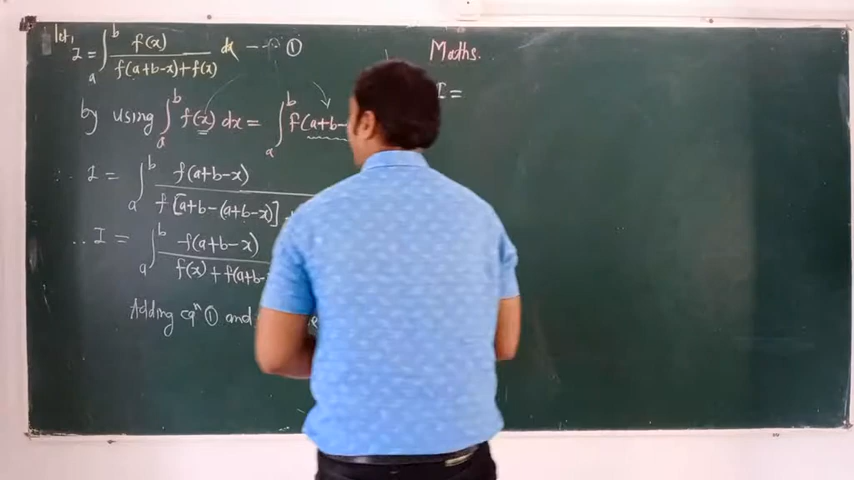 let,
I = ∫_a^b f(x) / (f(a+b-x)+f(x)) dx --- ①
by using ∫_a^b f(x) dx = ∫_a^b f(a+b-
∴ I = ∫_a^b f(a+b-x) / f[a+b-(a+b-x)]
∴ I = ∫_a^b f(a+b-x) / f(x) + f(a+b-
Adding eqⁿ ① and
Maths.
I =